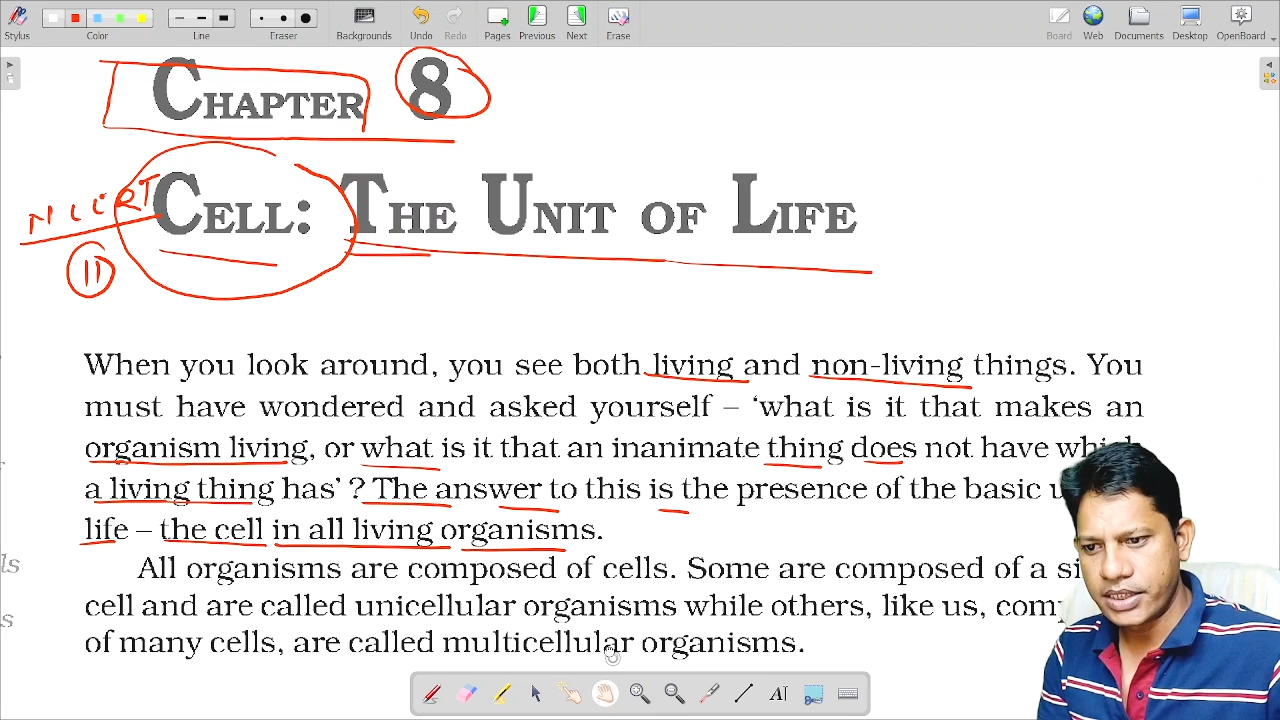 Stylus Color Line Eraser Backgrounds Undo Redo Pages Previous Next Erase Board Web Documents Desktop OpenBoard
CHAPTER 8
NCERT
CELL: THE UNIT OF LIFE
11
When you look around, you see both living and non-living things. You
must have wondered and asked yourself – ‘what is it that makes an
organism living, or what is it that an inanimate thing does not have which
a living thing has’ ? The answer to this is the presence of the basic
life – the cell in all living organisms.
All organisms are composed of cells. Some are composed of a
cell and are called unicellular organisms while others, like us,
of many cells, are called multicellular organisms.